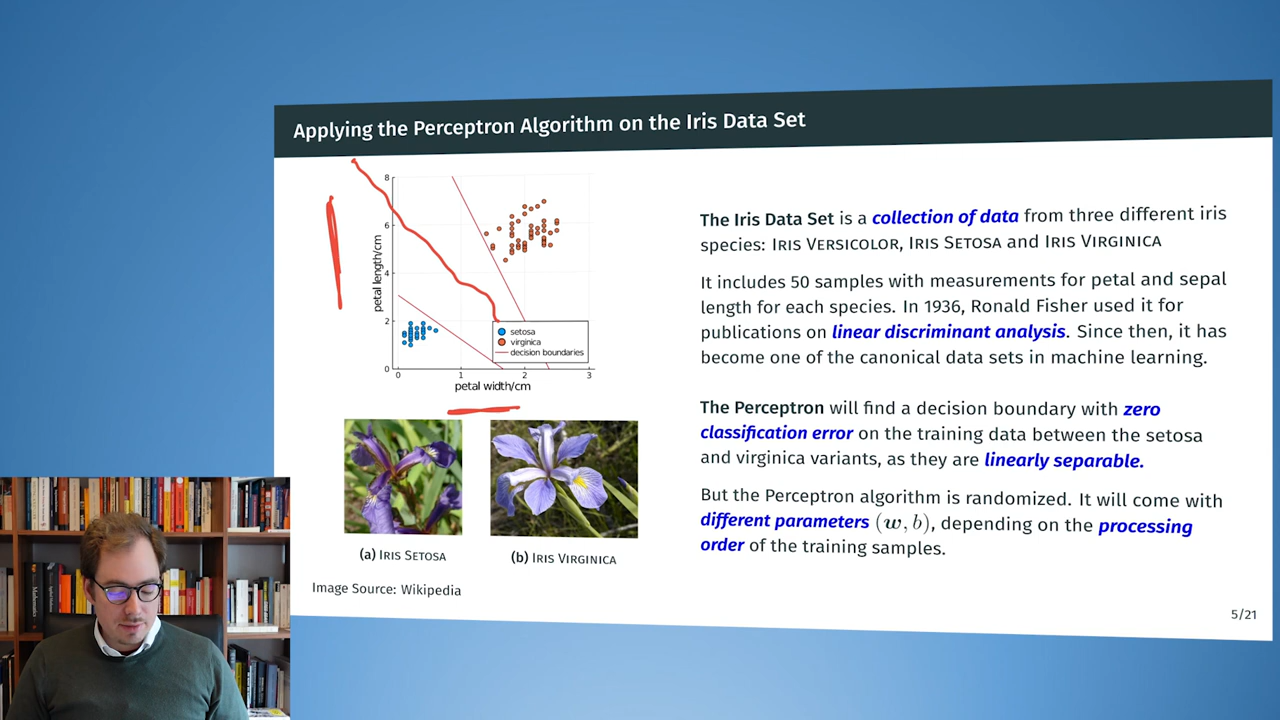 Applying the Perceptron Algorithm on the Iris Data Set
8
6
4
2
0
petal length/cm
setosa
virginica
decision boundaries
0 1 2 3
petal width/cm
(a) IRIS SETOSA
(b) IRIS VIRGINICA
Image Source: Wikipedia
The Iris Data Set is a collection of data from three different iris
species: IRIS VERSICOLOR, IRIS SETOSA and IRIS VIRGINICA
It includes 50 samples with measurements for petal and sepal
length for each species. In 1936, Ronald Fisher used it for
publications on linear discriminant analysis. Since then, it has
become one of the canonical data sets in machine learning.
The Perceptron will find a decision boundary with zero
classification error on the training data between the setosa
and virginica variants, as they are linearly separable.
But the Perceptron algorithm is randomized. It will come with
different parameters (w, b), depending on the processing
order of the training samples.
5/21